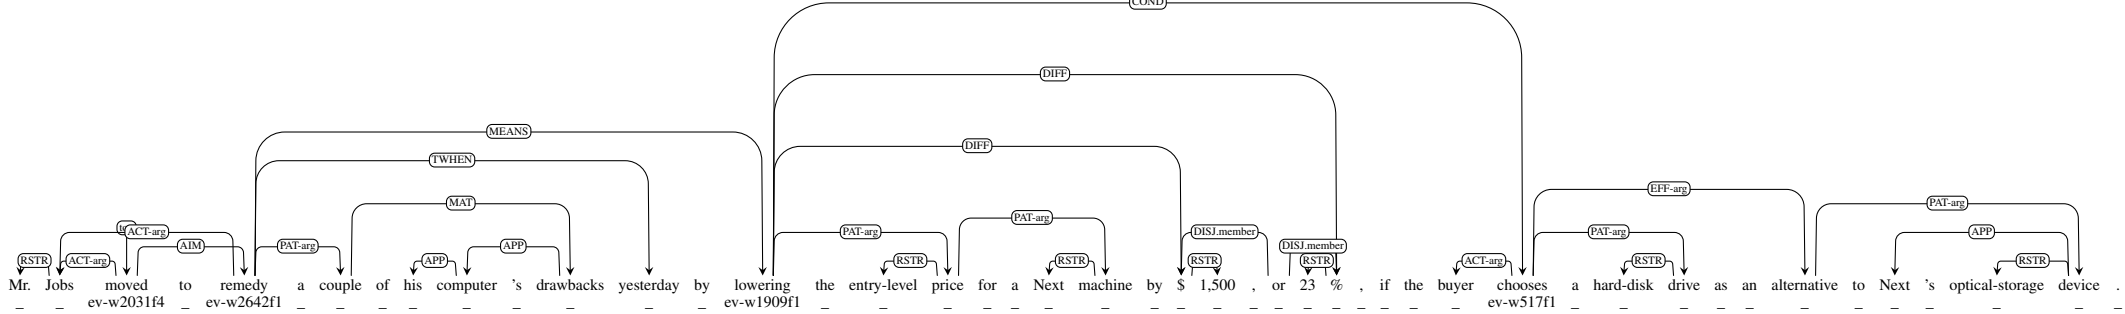 COND
DIFF
MEANS
DIFF
TWHEN
EFF-arg
MAT PAT-arg
PAT-arg
ACT-arg PAT-arg DISJ.member PAT-arg APP
AIM PAT-arg APP DISJ.member
RSTR ACT-arg APP RSTR RSTR RSTR RSTR ACT-arg RSTR RSTR
Mr. Jobs moved to remedy a couple of his computer 's drawbacks yesterday by lowering the entry-level price for a Next machine by $ 1,500 , or 23 % , if the buyer chooses a hard-disk drive as an alternative to Next 's optical-storage device .
ev-w2031f4 ev-w2642f1 ev-w1909f1 ev-w517f1